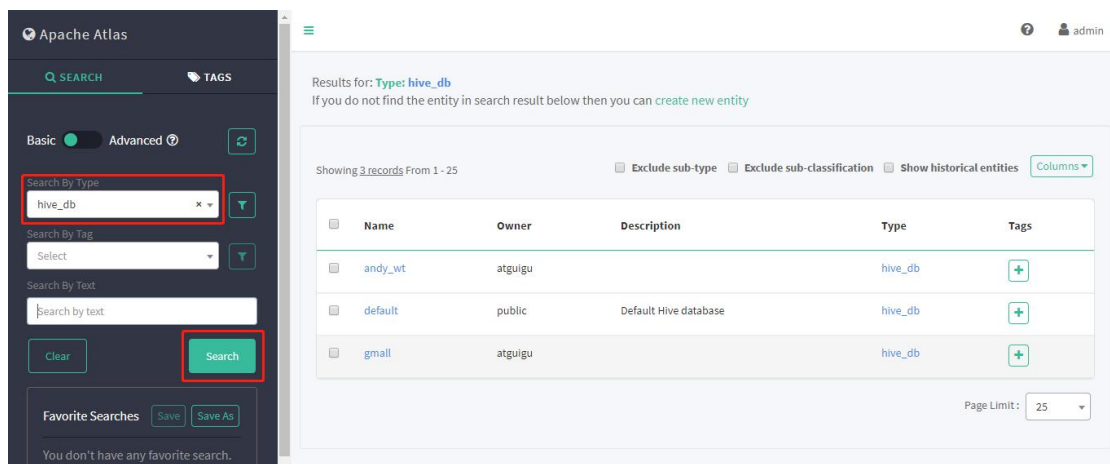 Apache Atlas
SEARCH
TAGS
Basic
Advanced
Search By Type
hive_db
Search By Tag
Select
Search By Text
Search by text
Clear
Search
Favorite Searches
Save
Save As
You don't have any favorite search.
admin
Results for: Type: hive_db
If you do not find the entity in search result below then you can create new entity
Showing 3 records From 1 - 25
Exclude sub-type
Exclude sub-classification
Show historical entities
Columns
Name Owner Description Type Tags
andy_wt atguigu hive_db +
default public Default Hive database hive_db +
gmall atguigu hive_db +
Page Limit : 25